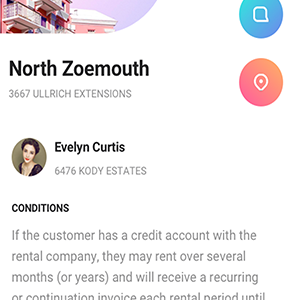 North Zoemouth
3667 ULLRICH EXTENSIONS
Evelyn Curtis
6476 KODY ESTATES
CONDITIONS
If the customer has a credit account with the
rental company, they may rent over several
months (or years) and will receive a recurring
or continuation invoice each rental period until